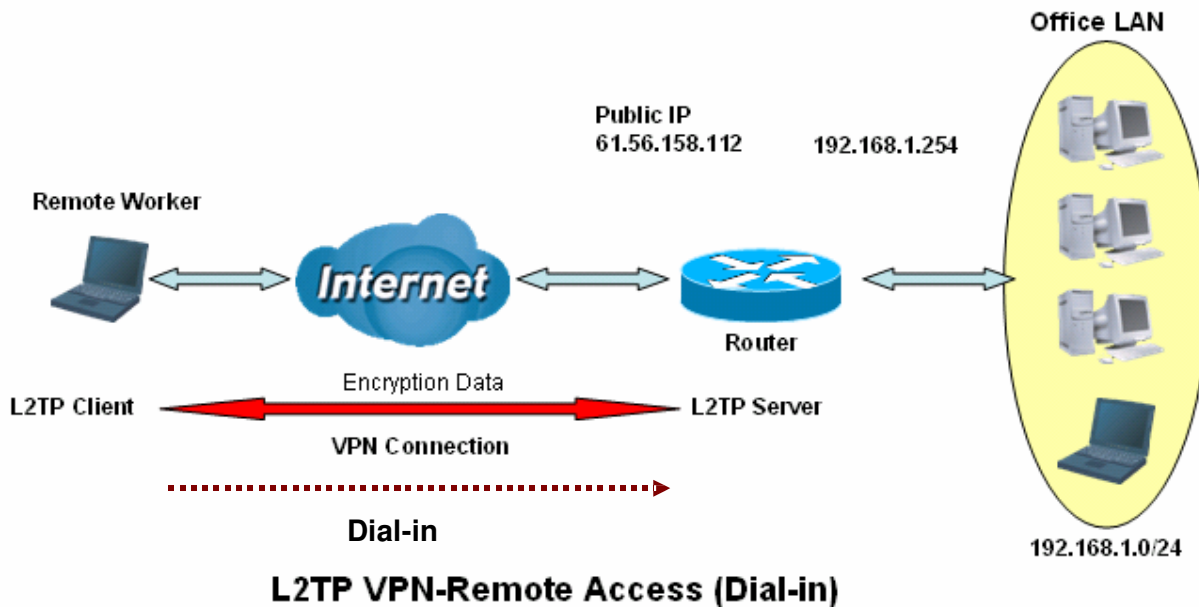 Office LAN
Public IP
61.56.158.112
192.168.1.254
Remote Worker
Internet
Router
Encryption Data
L2TP Client
L2TP Server
VPN Connection
Dial-in
192.168.1.0/24
L2TP VPN-Remote Access (Dial-in)